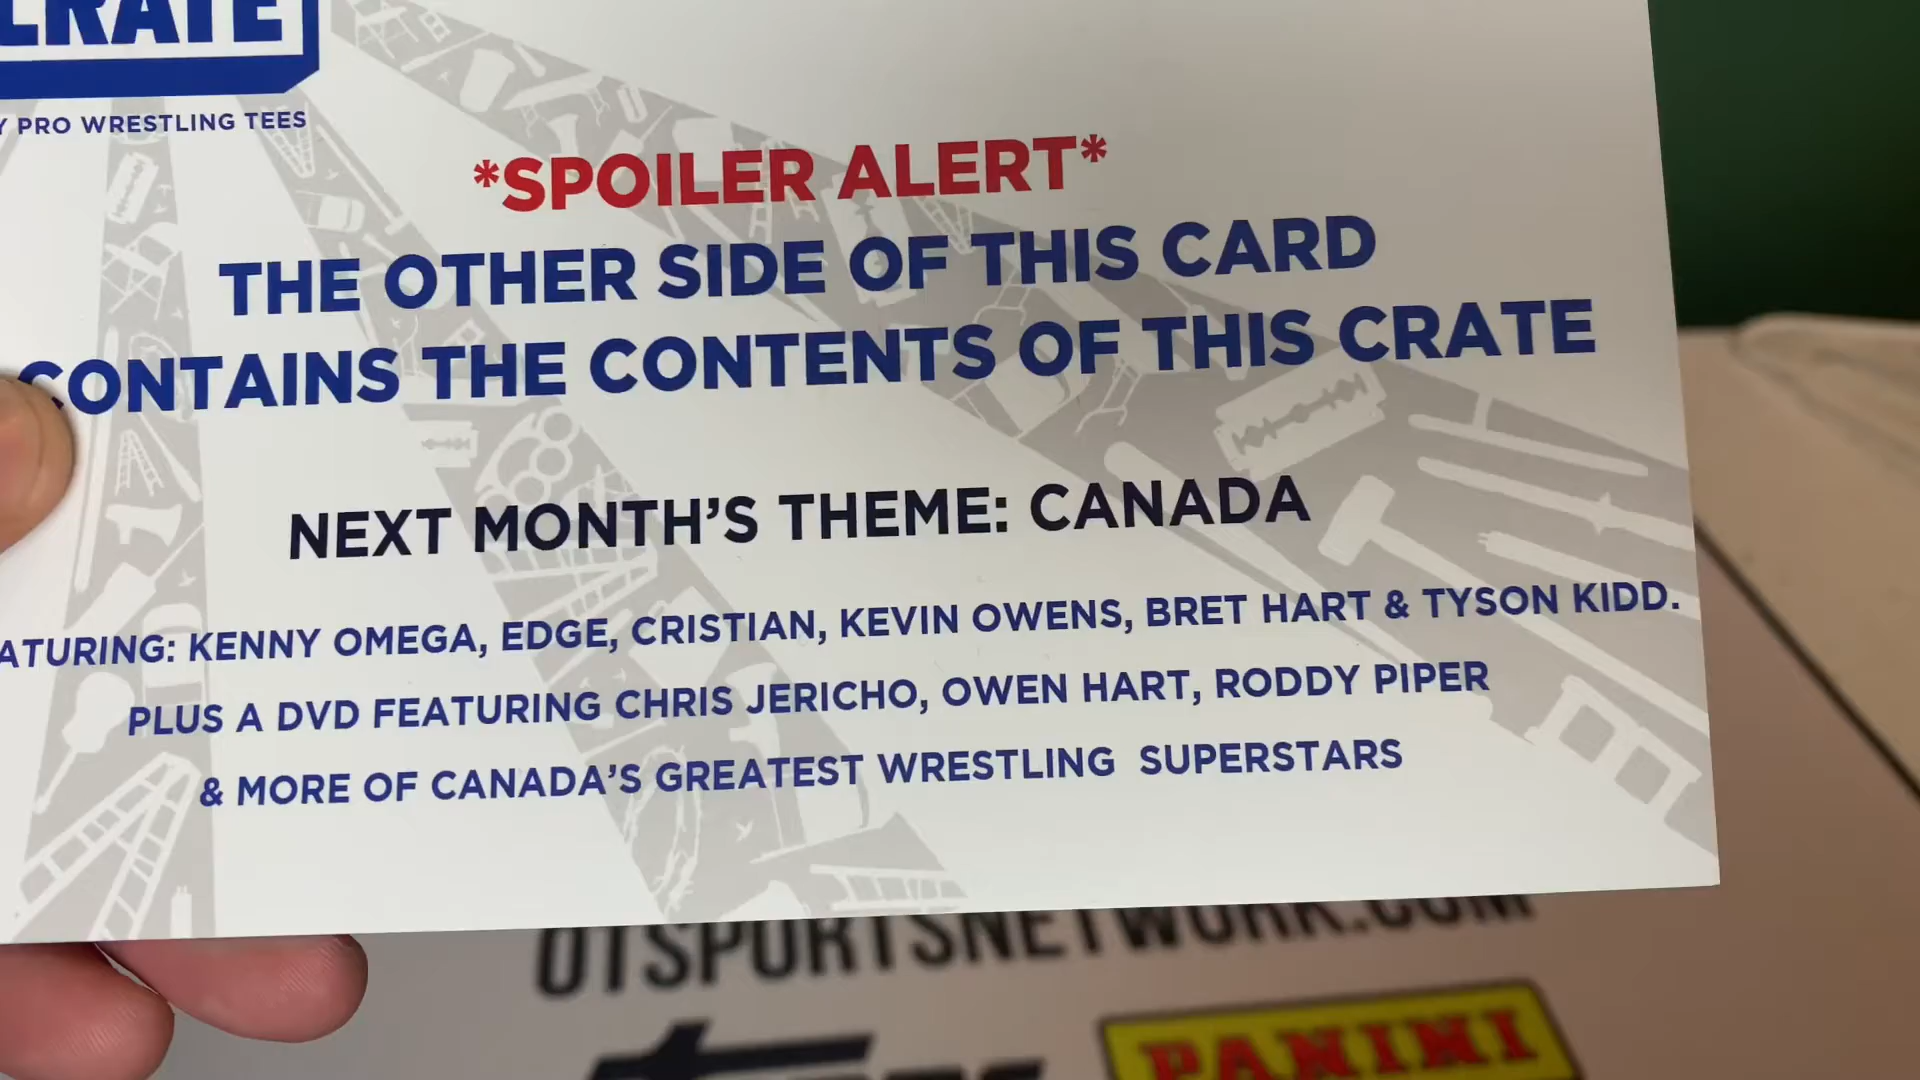 CRATE
PRO WRESTLING TEES
*SPOILER ALERT*
THE OTHER SIDE OF THIS CARD
CONTAINS THE CONTENTS OF THIS CRATE
NEXT MONTH'S THEME: CANADA
ATURING: KENNY OMEGA, EDGE, CRISTIAN, KEVIN OWENS, BRET HART & TYSON KIDD.
PLUS A DVD FEATURING CHRIS JERICHO, OWEN HART, RODDY PIPER
& MORE OF CANADA'S GREATEST WRESTLING SUPERSTARS
OTSPORTSNETWORK.COM
PANINI